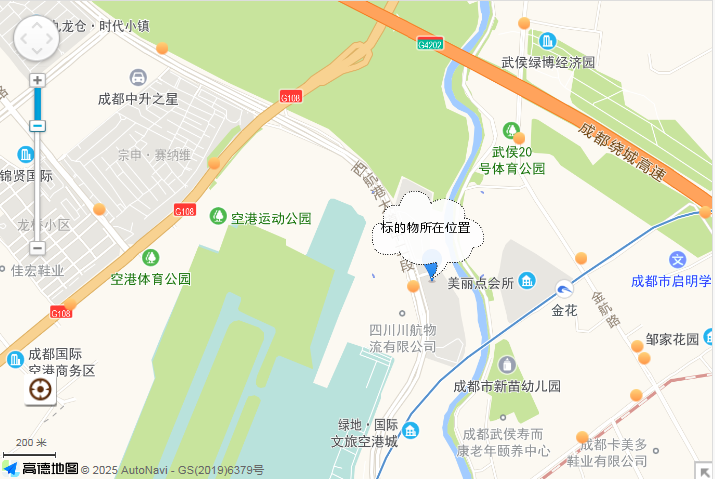 九龙仓·时代小镇
G4202
武侯绿博经济园
成都中升之星
G108
成都绕城高速
宗申·赛纳维
武侯20
号体育公园
锦贤国际
西航港大
G108
空港运动公园
标的物所在位置
龙桥小区
段
佳宏鞋业
空港体育公园
美丽点会所
成都市启明学
金花
金航路
G108
四川川航物
流有限公司
邹家花园
成都国际
空港商务区
成都市新苗幼儿园
绿地·国际
文旅空港城
成都武侯寿而
康老年颐养中心
成都卡美多
鞋业有限公司
200 米
高德地图 © 2025 AutoNavi - GS(2019)6379号